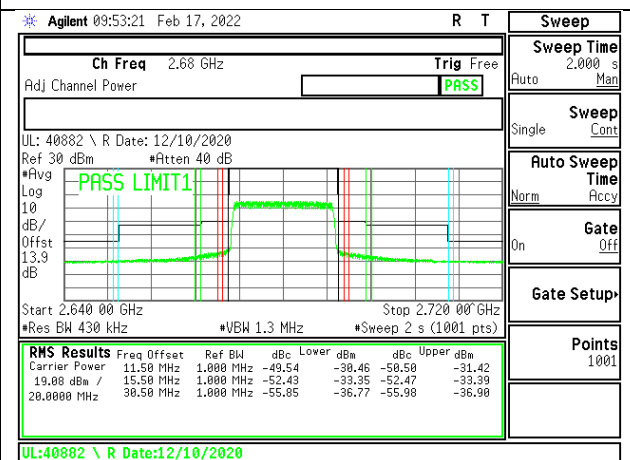 Agilent 09:53:21 Feb 17, 2022 R T
Ch Freq 2.68 GHz Trig Free
Adj Channel Power PASS
UL: 40882 \ R Date: 12/10/2020
Ref 30 dBm #Atten 40 dB
#Avg
Log
10
dB/
Offst
13.9
dB
PASS LIMIT1
Start 2.640 00 GHz Stop 2.720 00 GHz
#Res BW 430 kHz #VBW 1.3 MHz #Sweep 2 s (1001 pts)
RMS Results Freq Offset Ref BW dBc Lower dBm dBc Upper dBm
Carrier Power 11.50 MHz 1.000 MHz -49.54 -30.46 -50.50 -31.42
19.08 dBm / 15.50 MHz 1.000 MHz -52.43 -33.35 -52.47 -33.39
20.0000 MHz 30.50 MHz 1.000 MHz -55.85 -36.77 -55.98 -36.90
UL:40882 \ R Date:12/10/2020
Sweep
Sweep Time
2.000 s
Auto Man
Sweep
Single Cont
Auto Sweep
Time
Norm Accy
Gate
On Off
Gate Setup
Points
1001